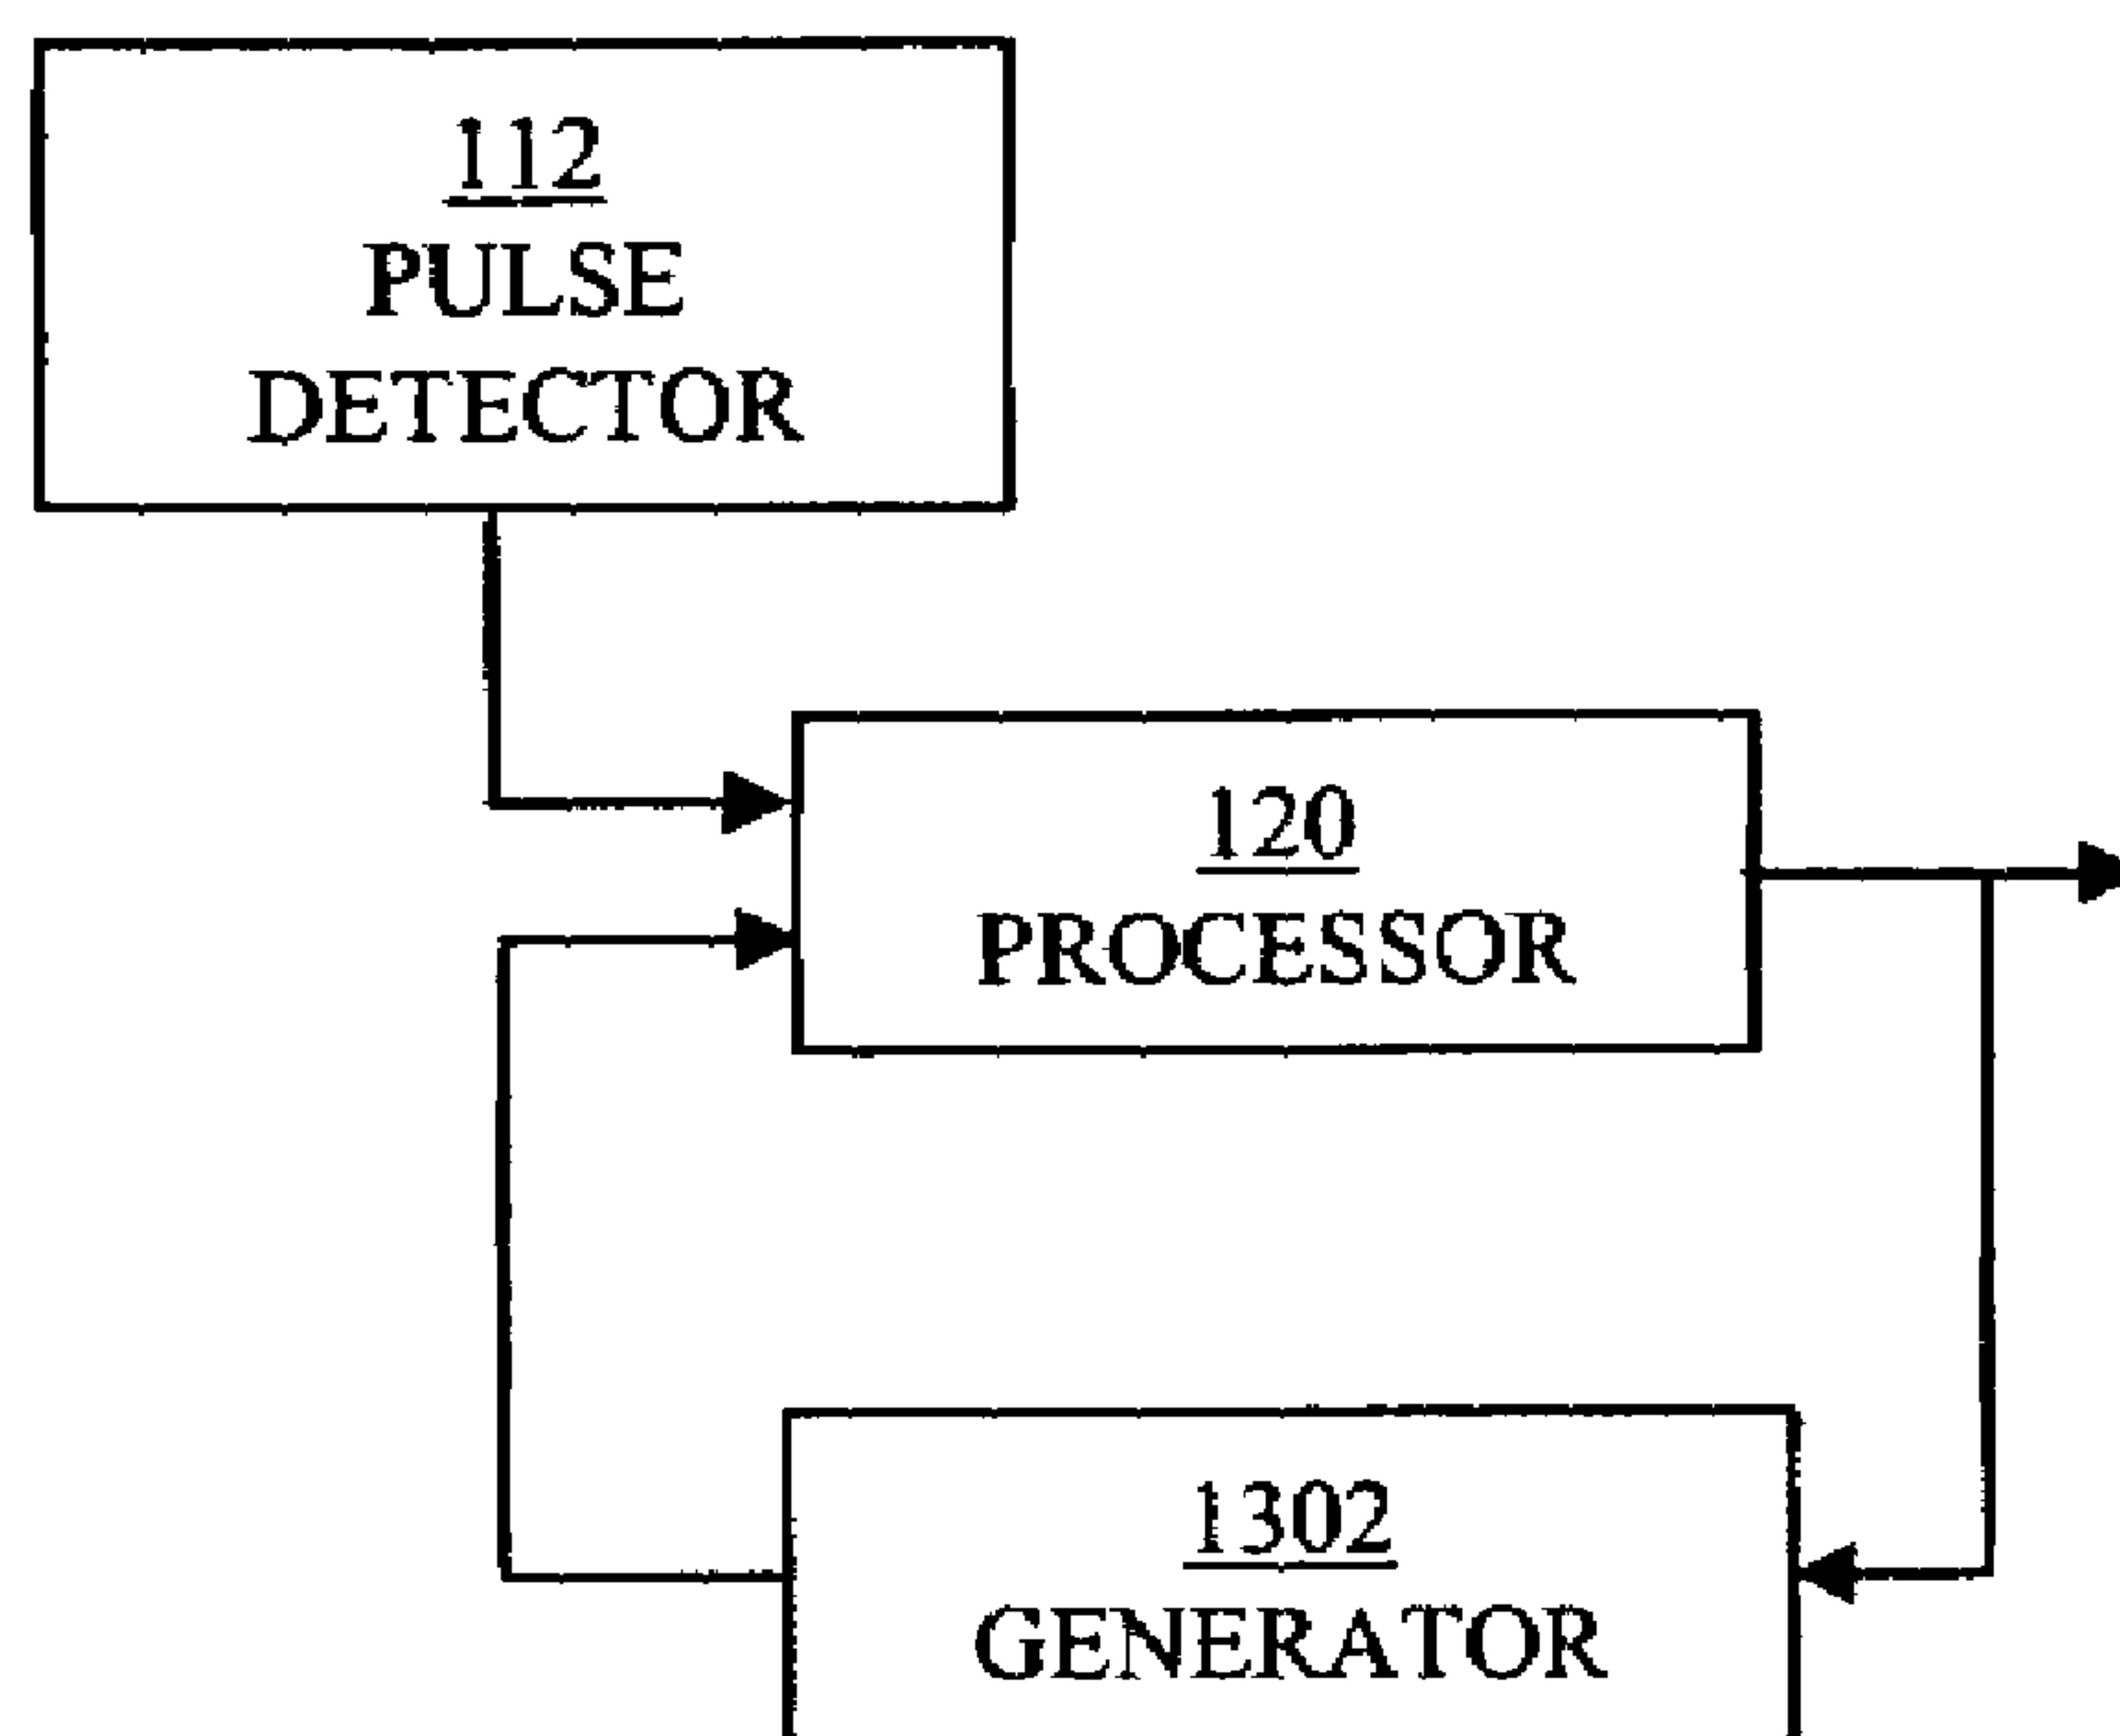 112
PULSE
DETECTOR
120
PROCESSOR
1302
GENERATOR